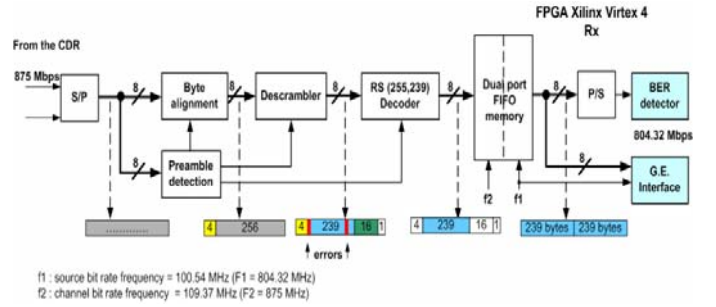 FPGA Xilinx Virtex 4
Rx
From the CDR
875 Mbps
S/P
8
Byte alignment
8
Descrambler
8
RS (255,239) Decoder
8
Dual port FIFO memory
8
P/S
BER detector
804.32 Mbps
8
Preamble detection
8
G.E. Interface
f2
f1
............
4 256
4 239 16 1
4 239 16 1
239 bytes 239 bytes
errors
f1 : source bit rate frequency = 100.54 MHz (F1 = 804.32 MHz)
f2 : channel bit rate frequency = 109.37 MHz (F2 = 875 MHz)